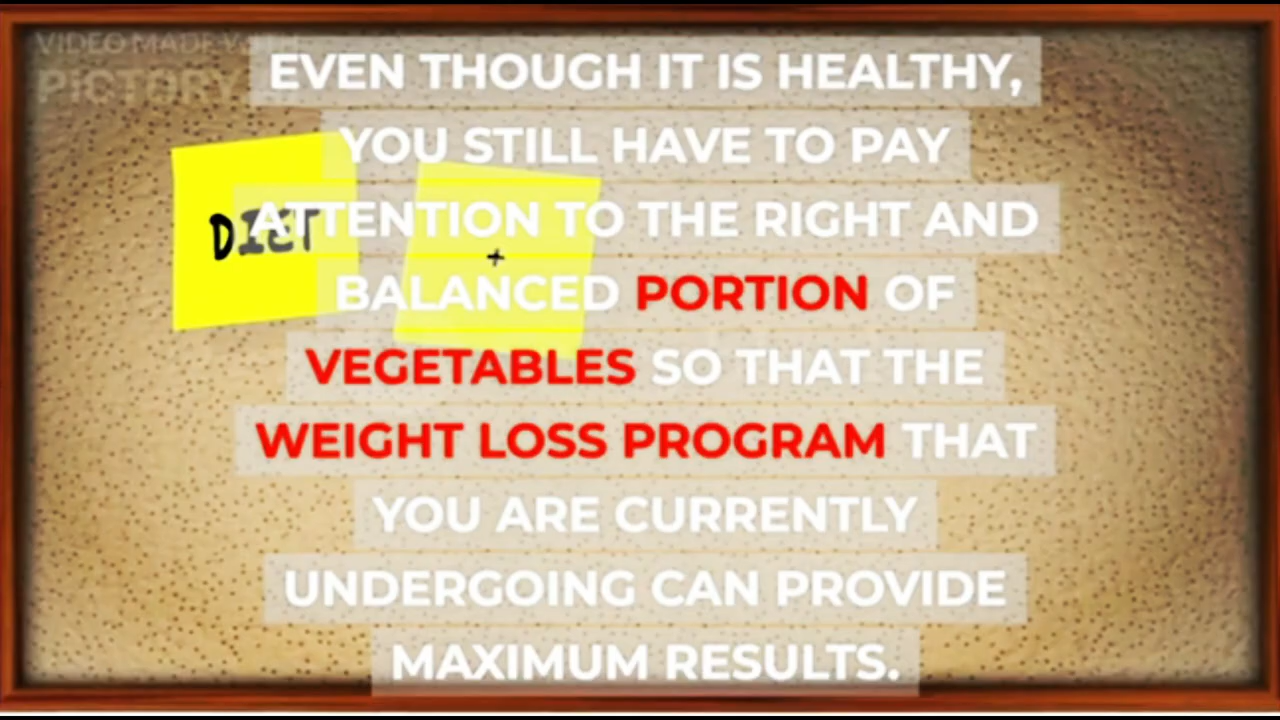 VIDEO MADE WITH
PiCTORY
EVEN THOUGH IT IS HEALTHY,
YOU STILL HAVE TO PAY
ATTENTION TO THE RIGHT AND
BALANCED PORTION OF
VEGETABLES SO THAT THE
WEIGHT LOSS PROGRAM THAT
YOU ARE CURRENTLY
UNDERGOING CAN PROVIDE
MAXIMUM RESULTS.
DIET
+